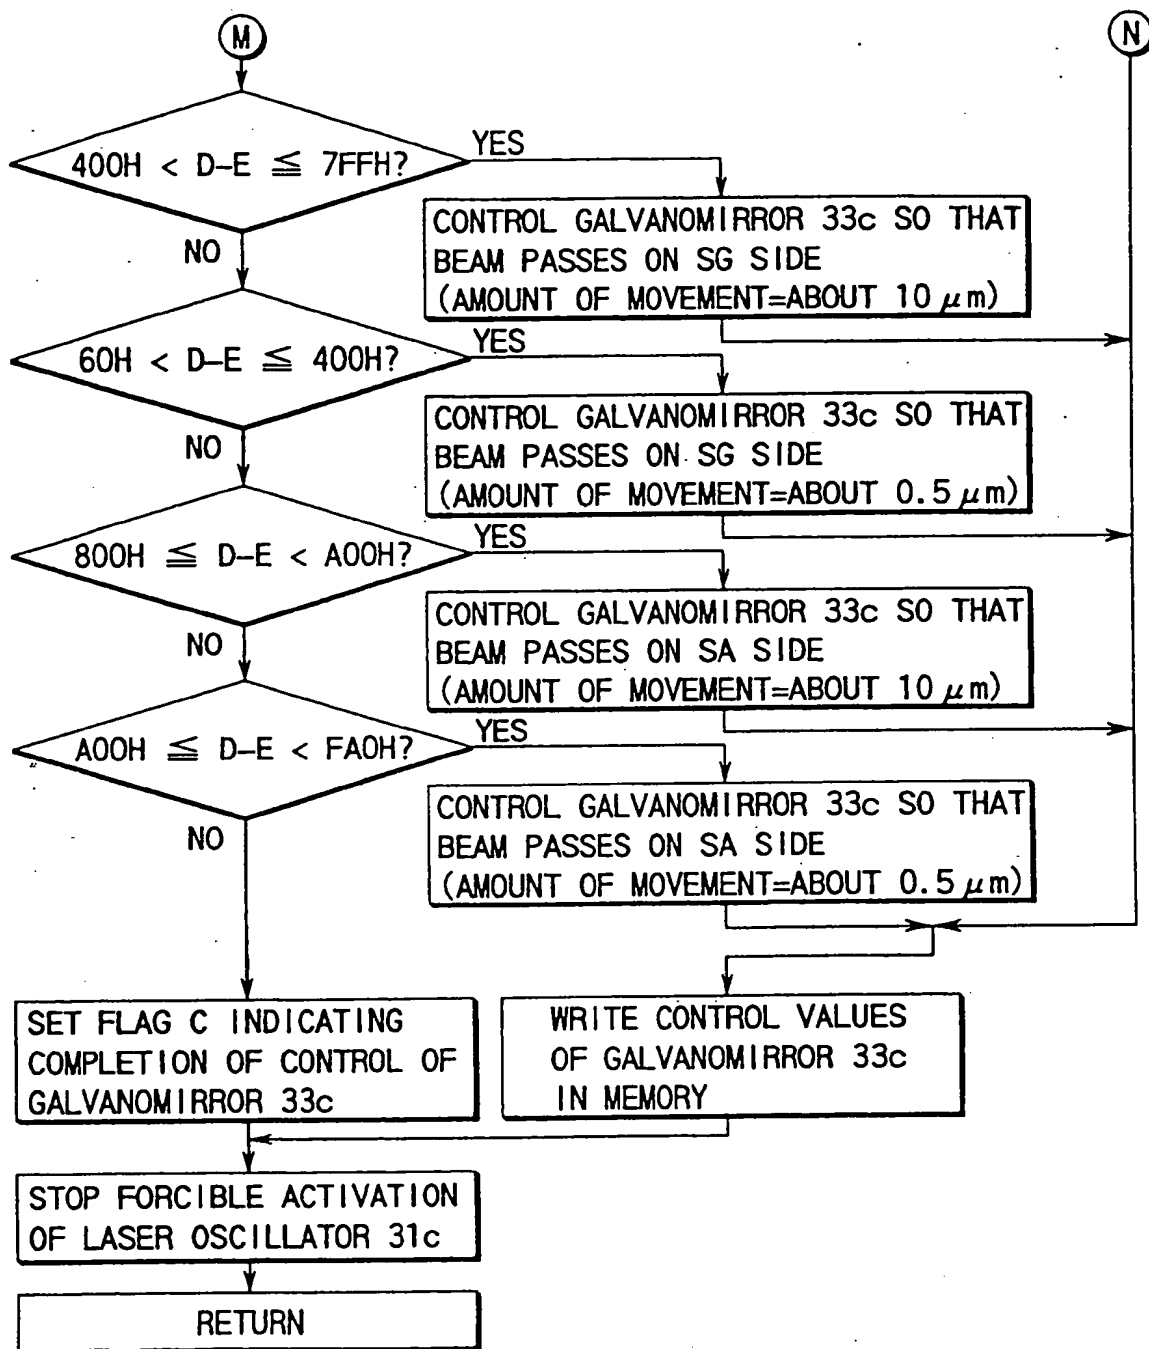 M
N
400H < D–E ≦ 7FFH?
YES
CONTROL GALVANOMIRROR 33c SO THAT
BEAM PASSES ON SG SIDE
(AMOUNT OF MOVEMENT=ABOUT 10 μm)
NO
60H < D–E ≦ 400H?
YES
CONTROL GALVANOMIRROR 33c SO THAT
BEAM PASSES ON SG SIDE
(AMOUNT OF MOVEMENT=ABOUT 0.5 μm)
NO
800H ≦ D–E < A00H?
YES
CONTROL GALVANOMIRROR 33c SO THAT
BEAM PASSES ON SA SIDE
(AMOUNT OF MOVEMENT=ABOUT 10 μm)
NO
A00H ≦ D–E < FA0H?
YES
CONTROL GALVANOMIRROR 33c SO THAT
BEAM PASSES ON SA SIDE
(AMOUNT OF MOVEMENT=ABOUT 0.5 μm)
NO
SET FLAG C INDICATING
COMPLETION OF CONTROL OF
GALVANOMIRROR 33c
WRITE CONTROL VALUES
OF GALVANOMIRROR 33c
IN MEMORY
STOP FORCIBLE ACTIVATION
OF LASER OSCILLATOR 31c
RETURN